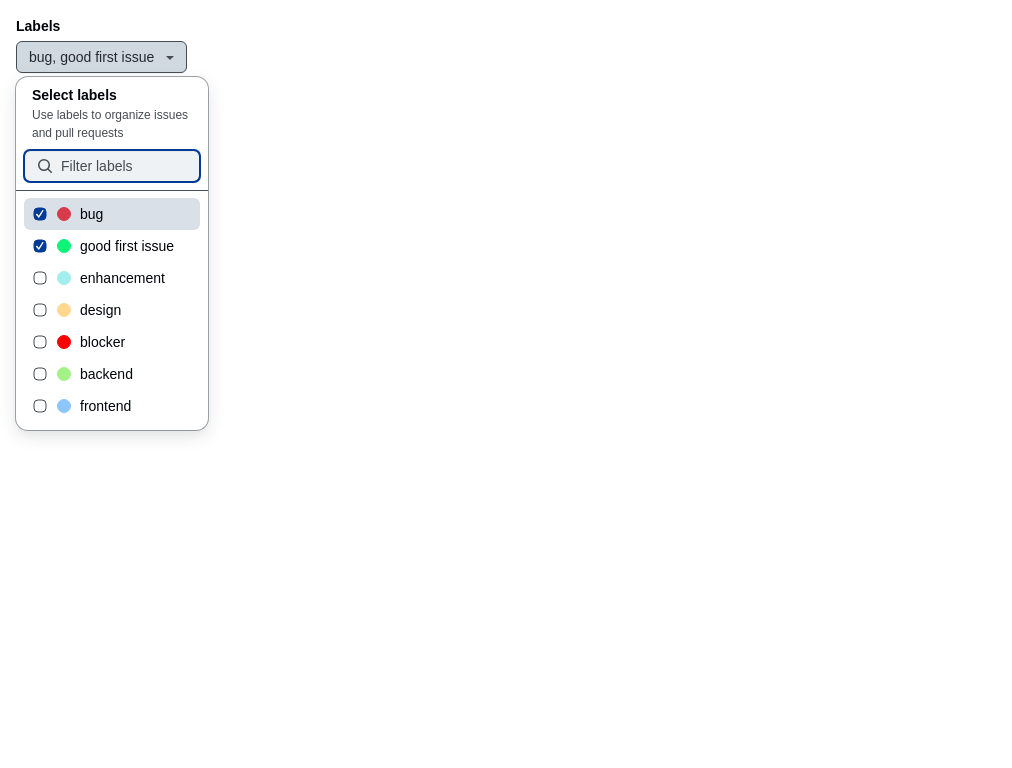 Labels
bug, good first issue
Select labels
Use labels to organize issues
and pull requests
Filter labels
bug
good first issue
enhancement
design
blocker
backend
frontend